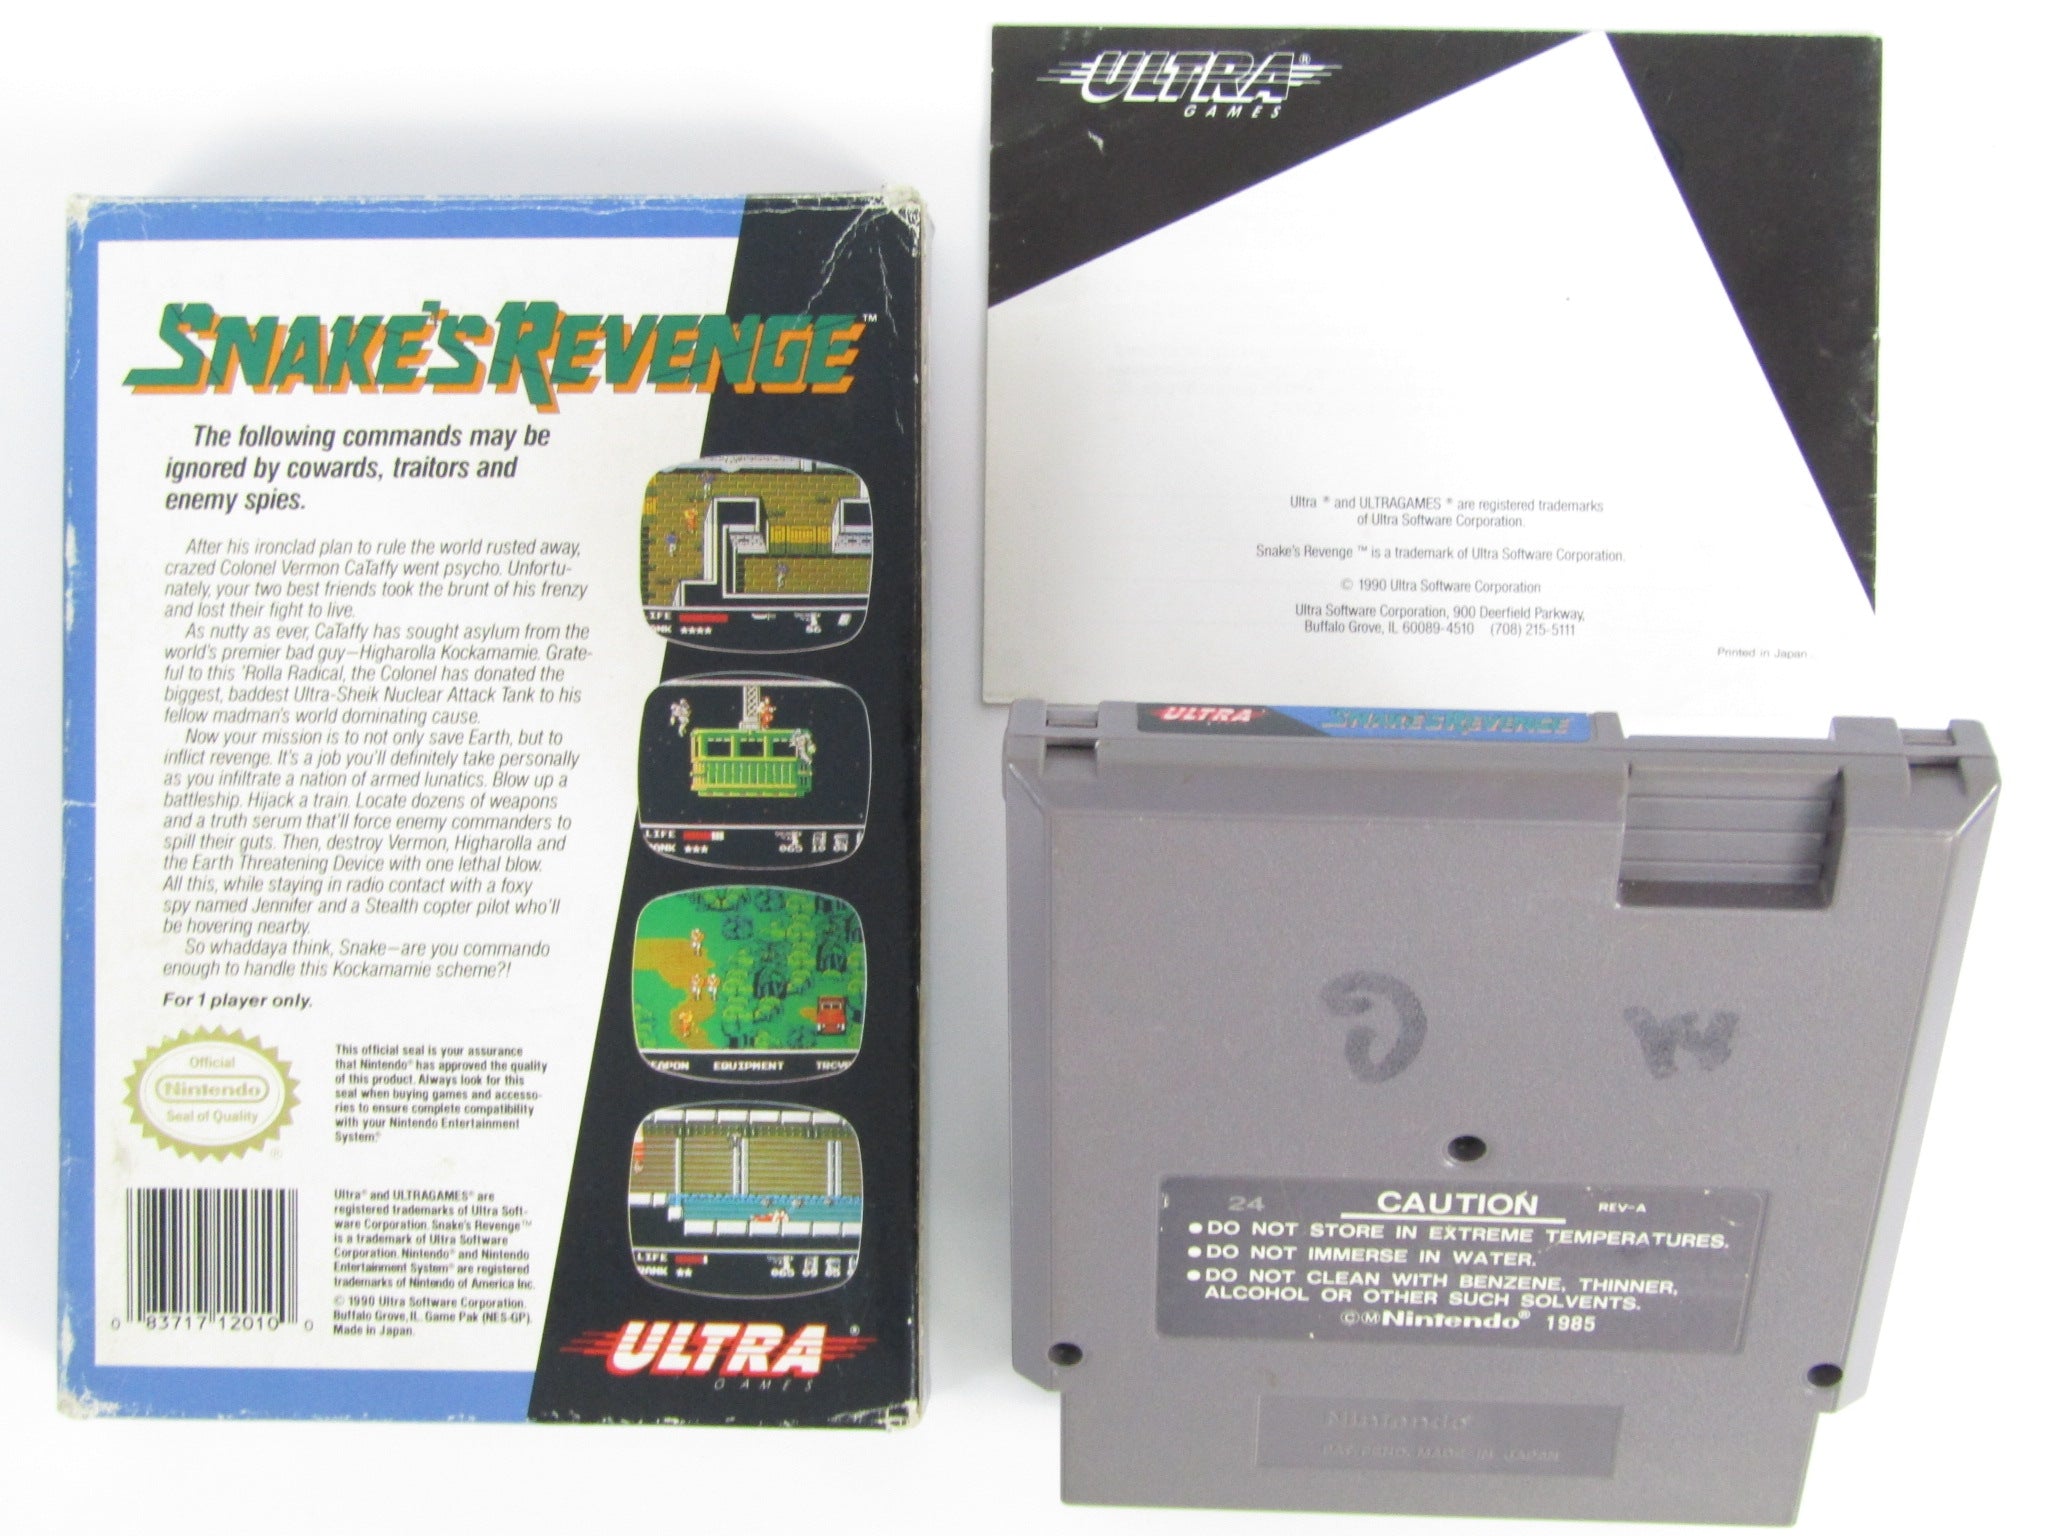 SNAKE'S REVENGE™
The following commands may be
ignored by cowards, traitors and
enemy spies.
After his ironclad plan to rule the world rusted away,
crazed Colonel Vermon CaTaffy went psycho. Unfortu-
nately, your two best friends took the brunt of his frenzy
and lost their fight to live.
As nutty as ever, CaTaffy has sought asylum from the
world's premier bad guy—Higharolla Kockamamie. Grate-
ful to this 'Rolla Radical, the Colonel has donated the
biggest, baddest Ultra-Sheik Nuclear Attack Tank to his
fellow madman's world dominating cause.
Now your mission is to not only save Earth, but to
inflict revenge. It's a job you'll definitely take personally
as you infiltrate a nation of armed lunatics. Blow up a
battleship. Hijack a train. Locate dozens of weapons
and a truth serum that'll force enemy commanders to
spill their guts. Then, destroy Vermon, Higharolla and
the Earth Threatening Device with one lethal blow.
All this, while staying in radio contact with a foxy
spy named Jennifer and a Stealth copter pilot who'll
be hovering nearby.
So whaddaya think, Snake—are you commando
enough to handle this Kockamamie scheme?!
For 1 player only.
Official
Nintendo
Seal of Quality
®
This official seal is your assurance
that Nintendo® has approved the quality
of this product. Always look for this
seal when buying games and accesso-
ries to ensure complete compatibility
with your Nintendo Entertainment
System.®
Ultra® and ULTRAGAMES® are
registered trademarks of Ultra Soft-
ware Corporation. Snake's Revenge™
is a trademark of Ultra Software
Corporation. Nintendo® and Nintendo
Entertainment System® are registered
trademarks of Nintendo of America Inc.
© 1990 Ultra Software Corporation.
Buffalo Grove, IL. Game Pak (NES-GP).
Made in Japan.
0 83717 12010 0
LIFE
LIFE
EQUIPMENT
LIFE
ULTRA®
GAMES
ULTRA®
GAMES
Ultra ® and ULTRAGAMES ® are registered trademarks
of Ultra Software Corporation.
Snake's Revenge ™ is a trademark of Ultra Software Corporation.
© 1990 Ultra Software Corporation
Ultra Software Corporation, 900 Deerfield Parkway,
Buffalo Grove, IL 60089-4510 (708) 215-5111
Printed in Japan.
ULTRA SNAKE'S REVENGE
24 CAUTION REV-A
● DO NOT STORE IN EXTREME TEMPERATURES.
● DO NOT IMMERSE IN WATER.
● DO NOT CLEAN WITH BENZENE, THINNER,
ALCOHOL OR OTHER SUCH SOLVENTS.
©Ⓜ Nintendo® 1985
Nintendo®
PAT. PEND. MADE IN JAPAN